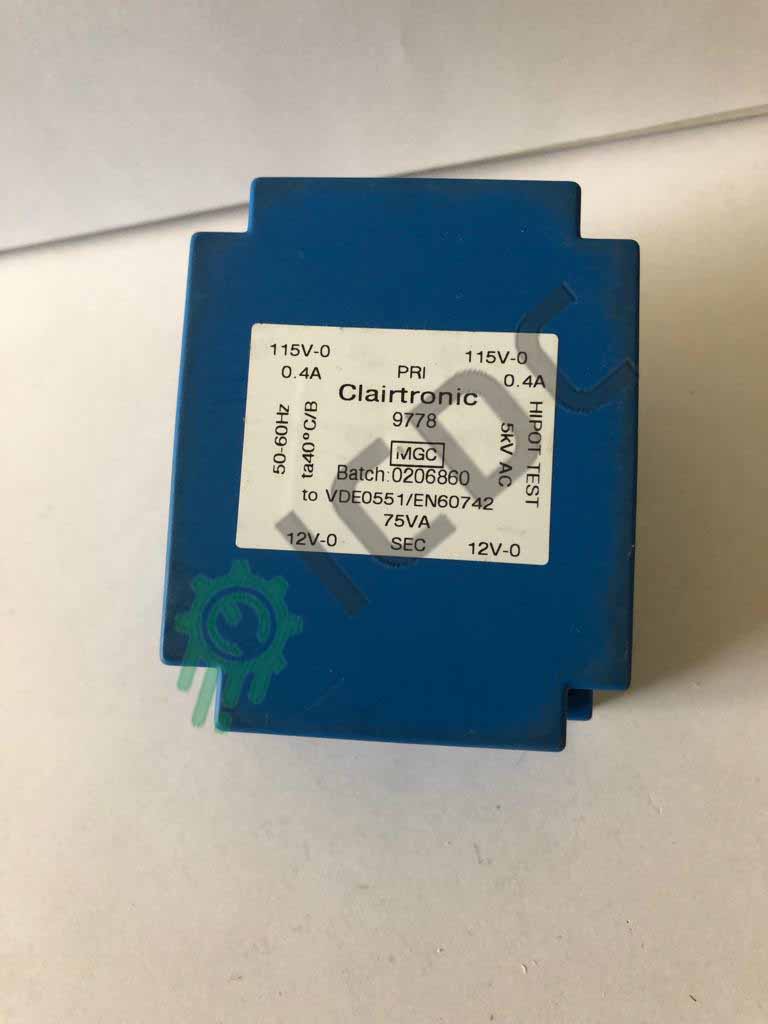 115V-0 115V-0
0.4A PRI 0.4A
Clairtronic
9778
MGC
Batch:0206860
to VDE0551/EN60742
75VA
12V-0 SEC 12V-0
50-60Hz
ta40°C/B
5kV AC
HIPOT TEST
ICDC